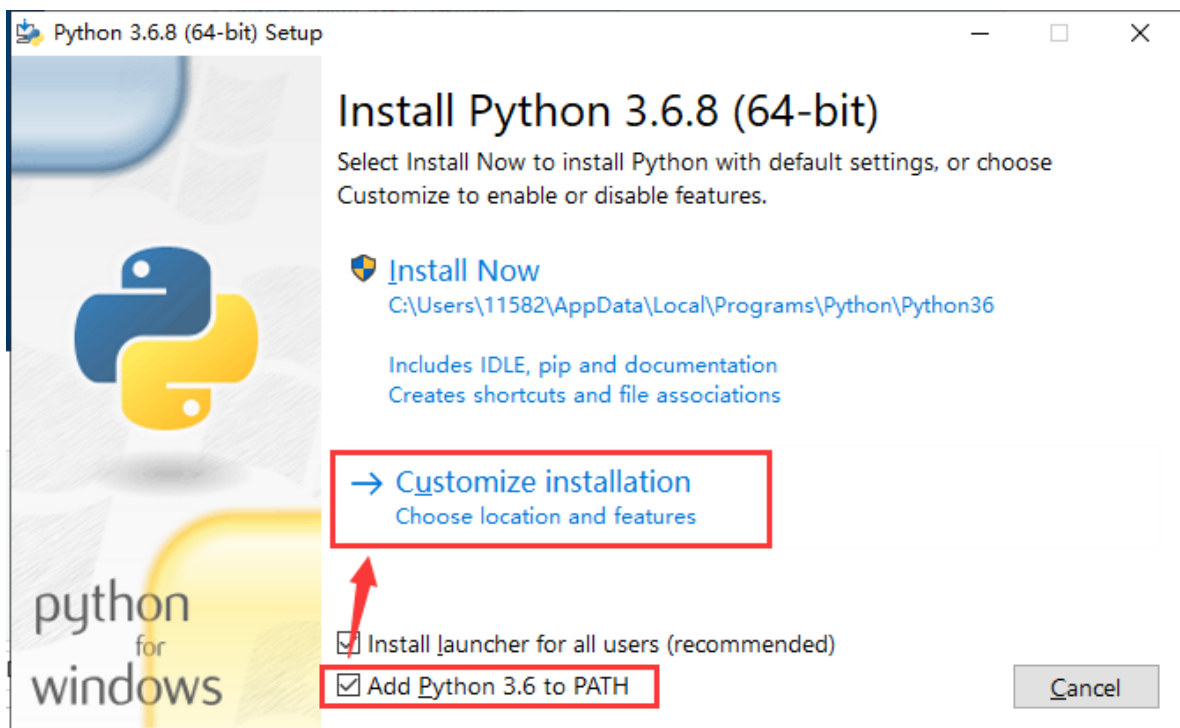 Python 3.6.8 (64-bit) Setup
Install Python 3.6.8 (64-bit)
Select Install Now to install Python with default settings, or choose
Customize to enable or disable features.
Install Now
C:\Users\11582\AppData\Local\Programs\Python\Python36
Includes IDLE, pip and documentation
Creates shortcuts and file associations
Customize installation
Choose location and features
python
for
windows
Install launcher for all users (recommended)
Add Python 3.6 to PATH
Cancel